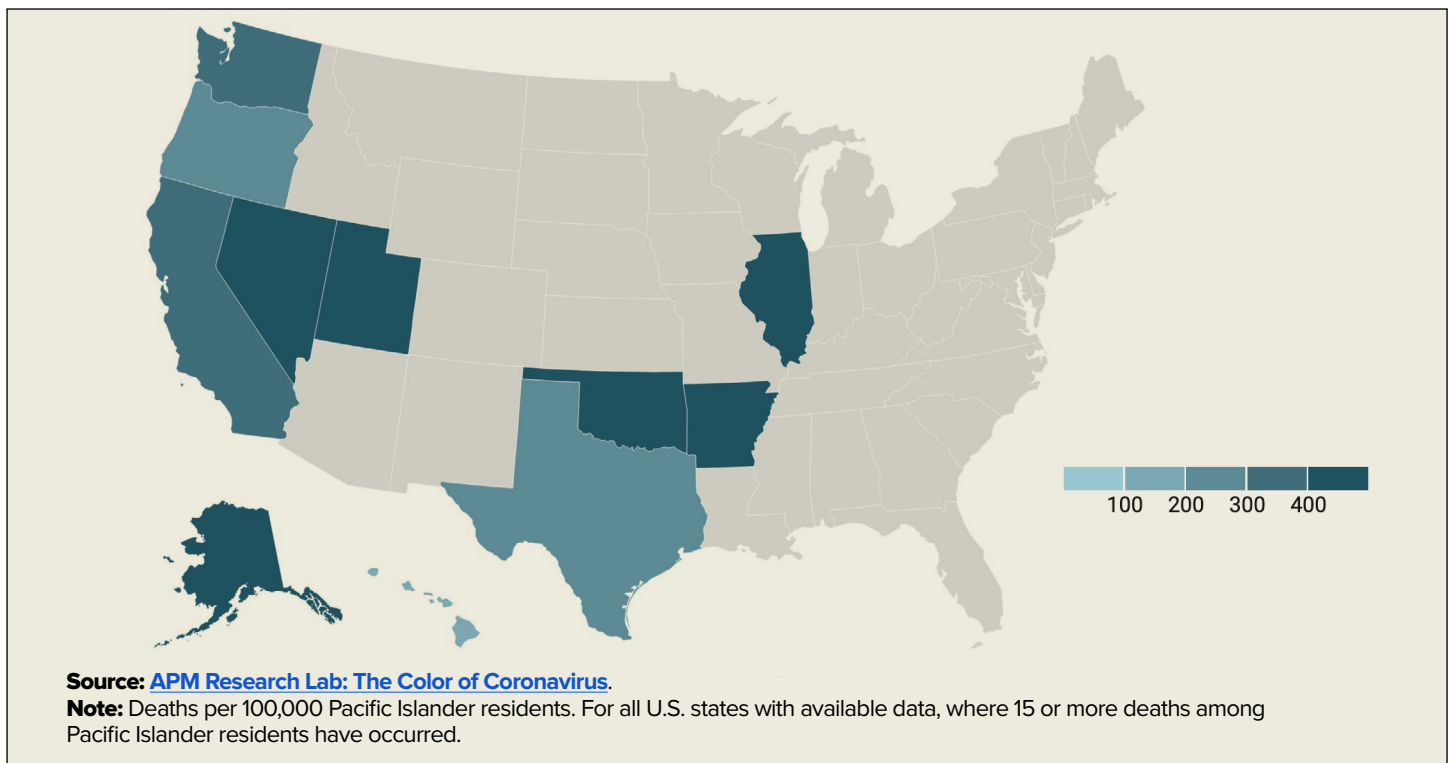 100 200 300 400
Source: APM Research Lab: The Color of Coronavirus.
Note: Deaths per 100,000 Pacific Islander residents. For all U.S. states with available data, where 15 or more deaths among
Pacific Islander residents have occurred.